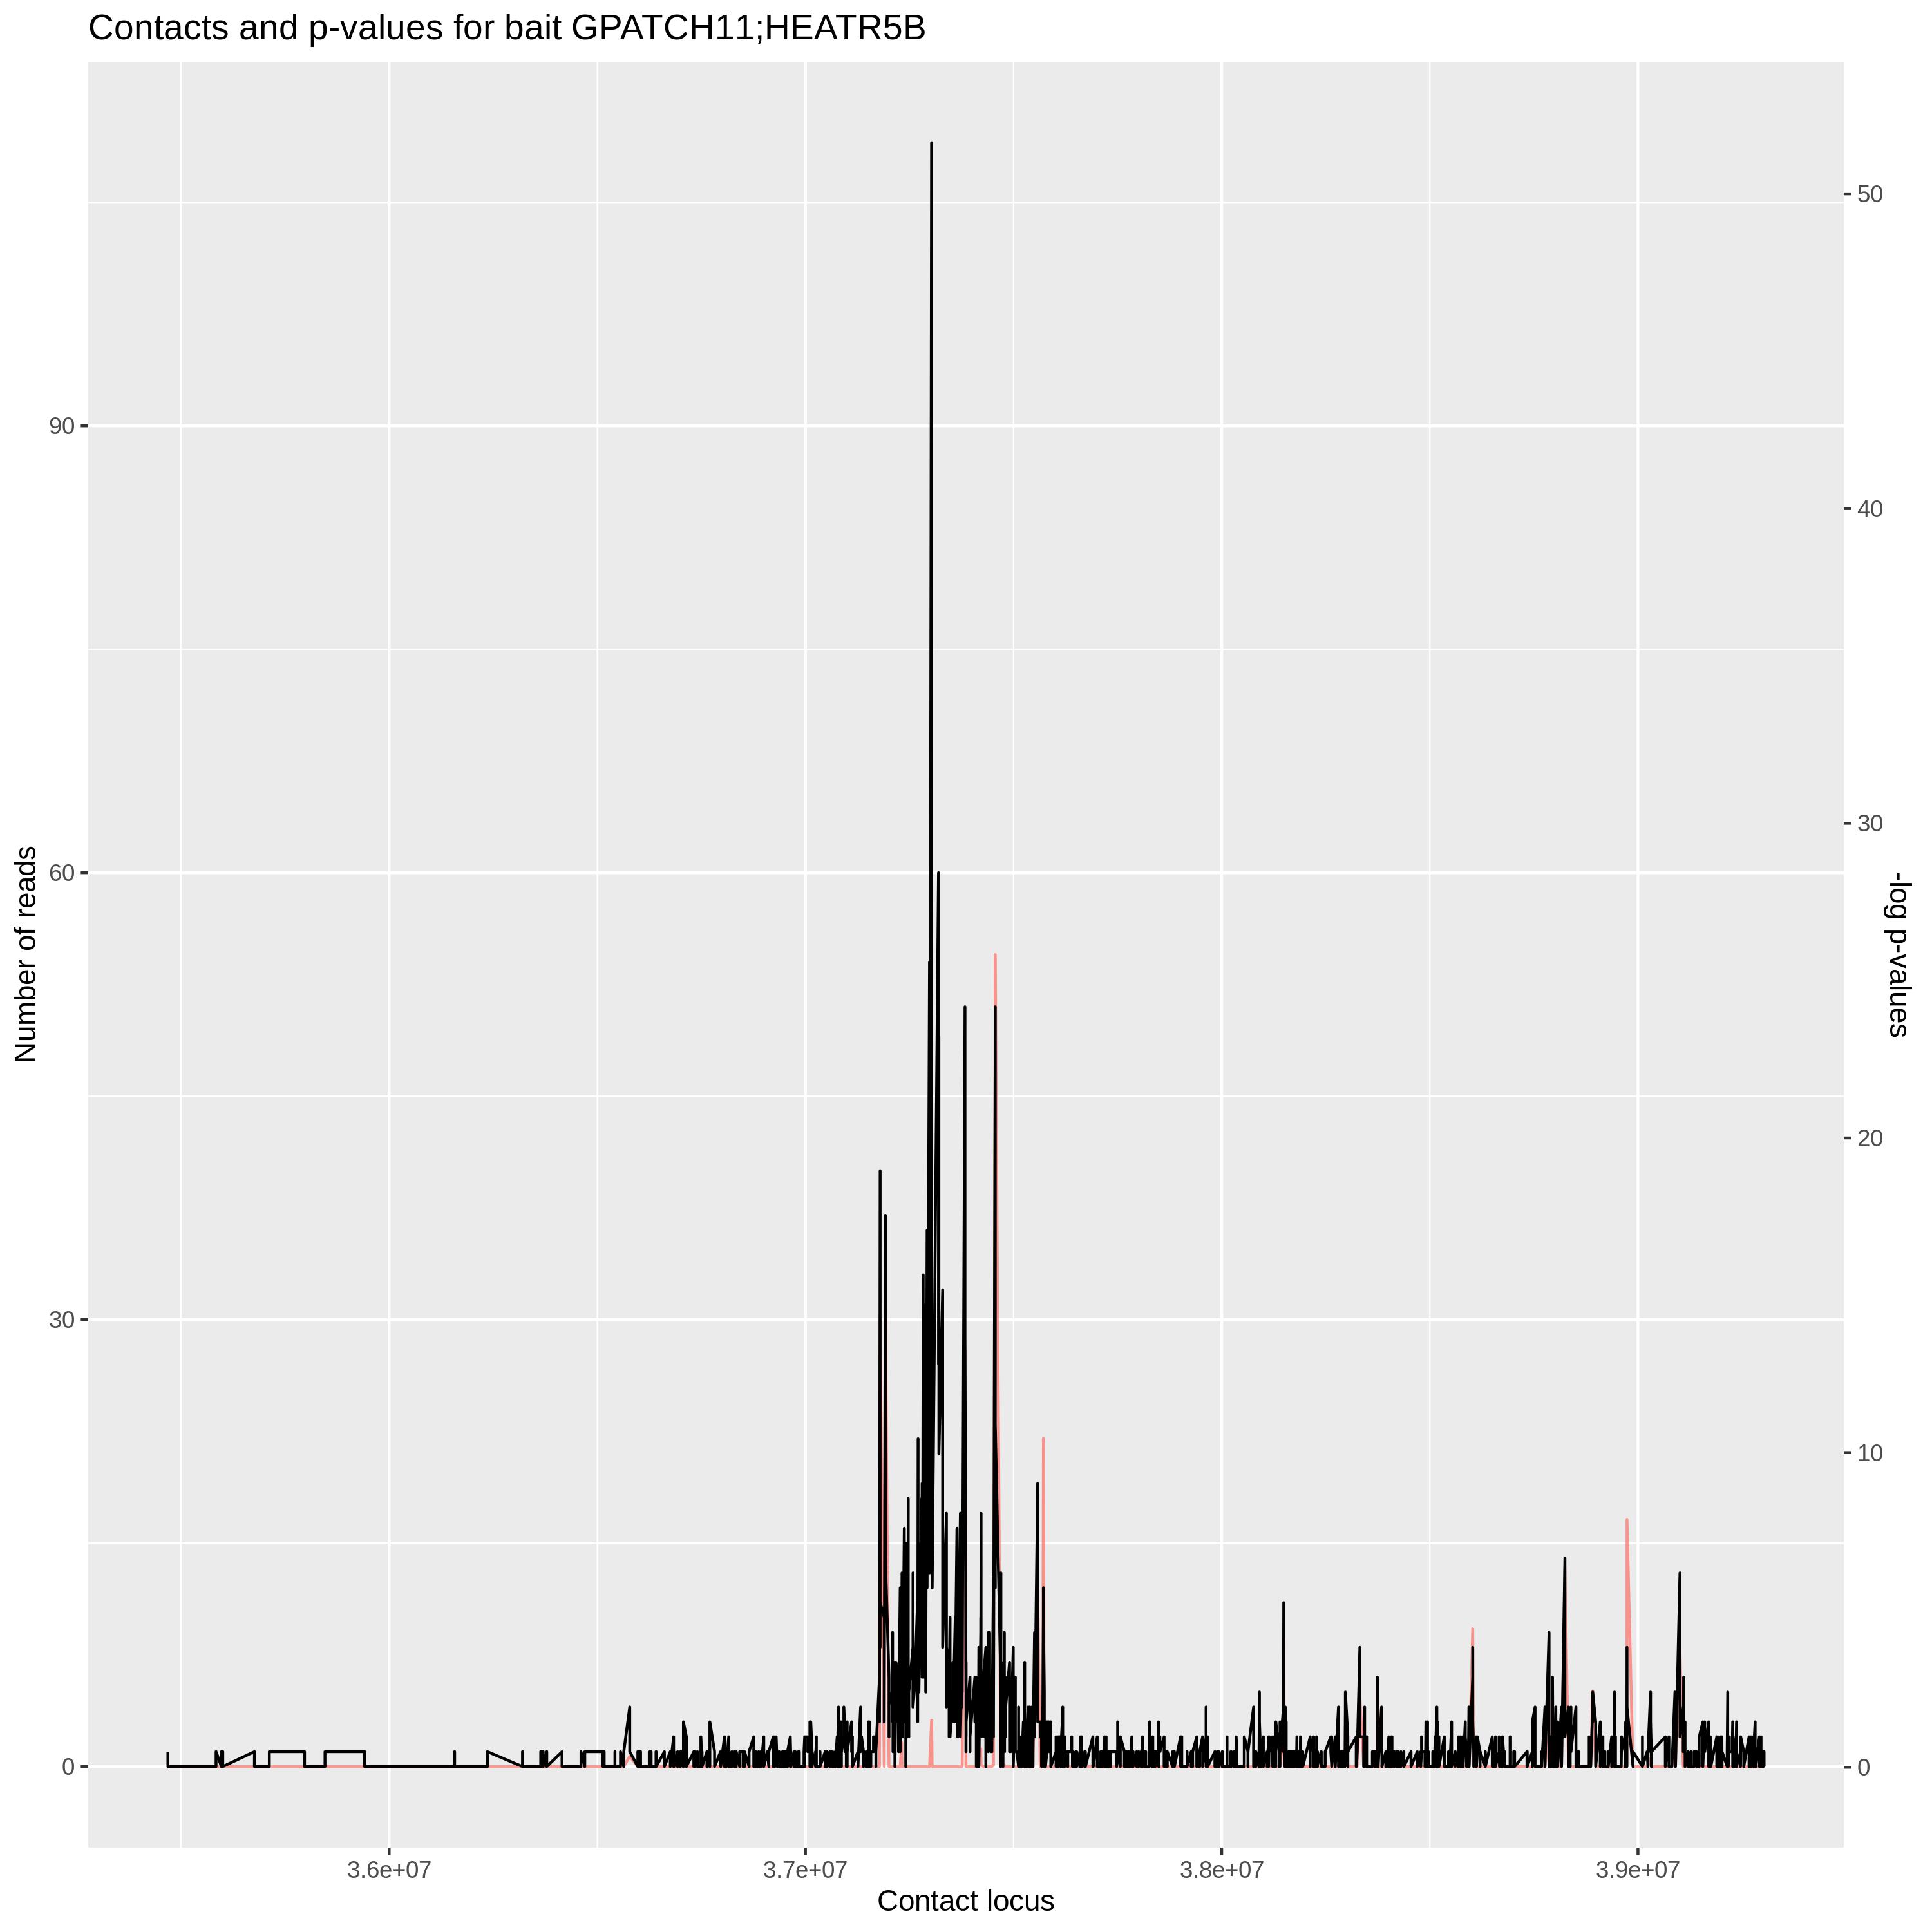 Contacts and p-values for bait GPATCH11;HEATR5B
Number of reads
90
60
30
0
50
40
30
20
10
0
-log p-values
3.6e+07
3.7e+07
3.8e+07
3.9e+07
Contact locus